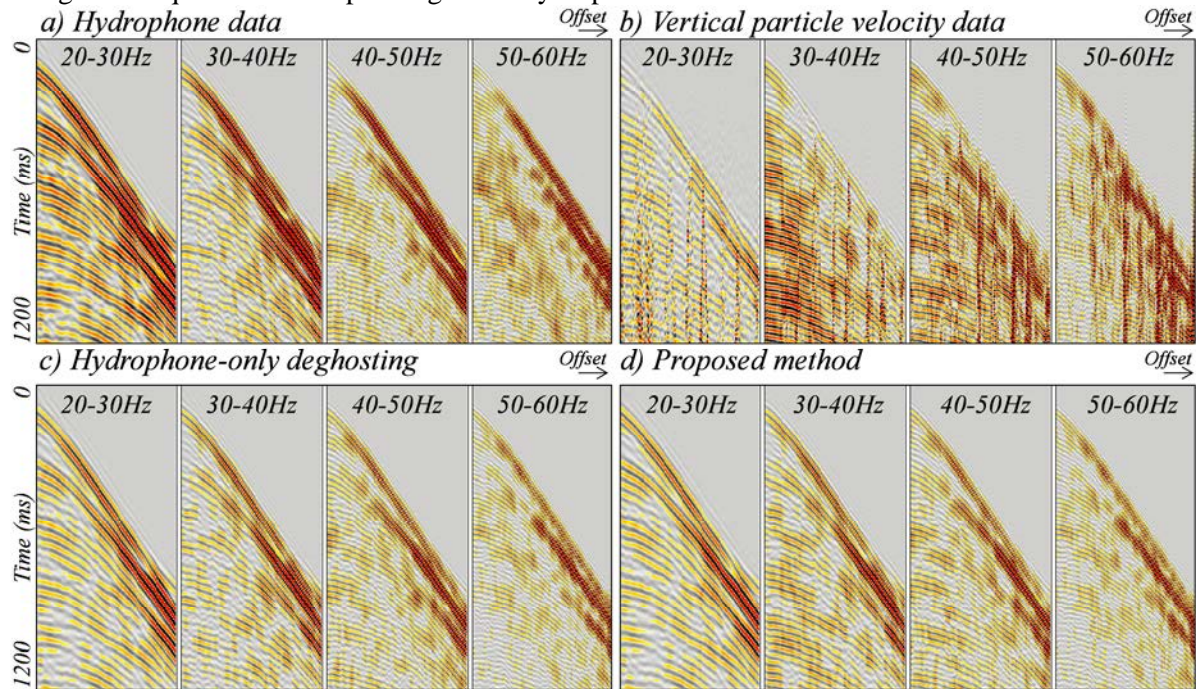 a) Hydrophone data
Offset
b) Vertical particle velocity data
Offset
0
20-30Hz
30-40Hz
40-50Hz
50-60Hz
20-30Hz
30-40Hz
40-50Hz
50-60Hz
Time (ms)
1200
c) Hydrophone-only deghosting
Offset
d) Proposed method
Offset
0
20-30Hz
30-40Hz
40-50Hz
50-60Hz
20-30Hz
30-40Hz
40-50Hz
50-60Hz
Time (ms)
1200